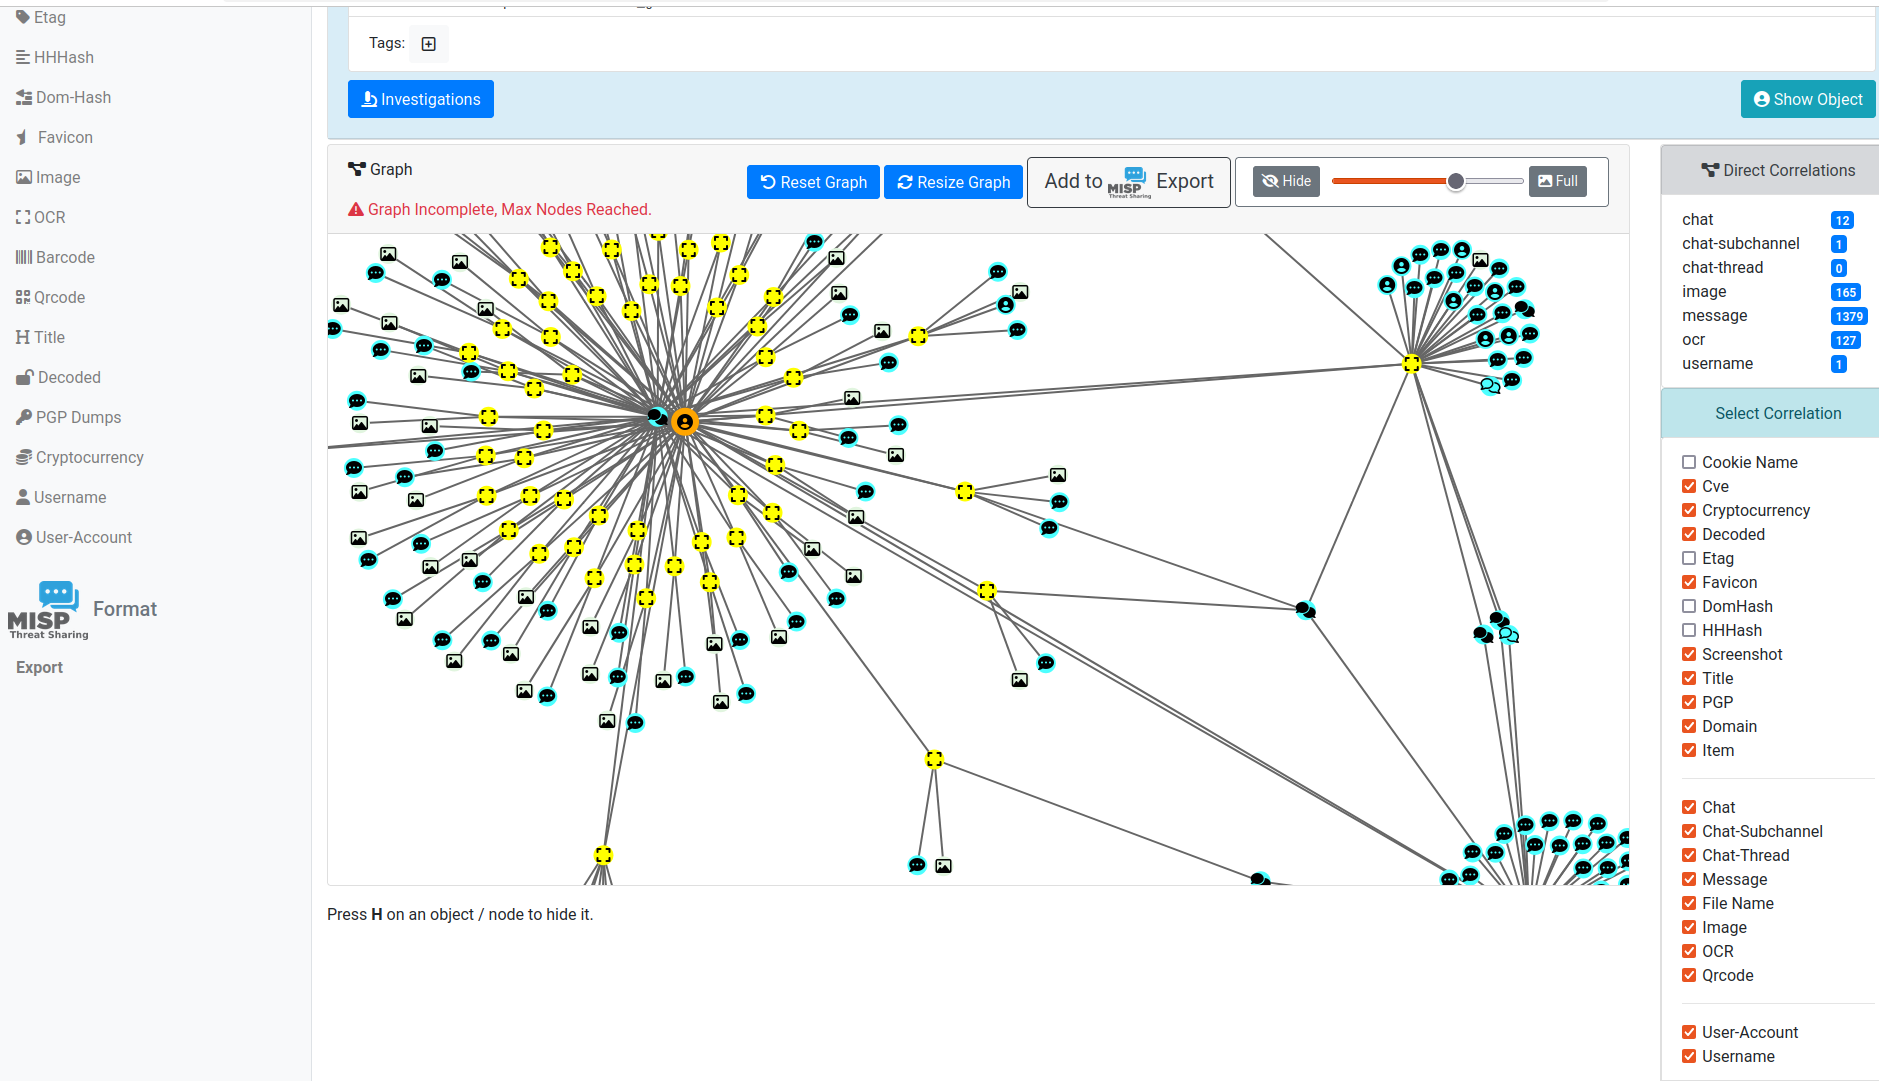 Etag
HHHash
Dom-Hash
Favicon
Image
OCR
Barcode
Qrcode
Title
Decoded
PGP Dumps
Cryptocurrency
Username
User-Account
MISP
Threat Sharing
Format
Export
Tags:
Investigations
Show Object
Graph
Graph Incomplete, Max Nodes Reached.
Reset Graph
Resize Graph
Add to MISP Threat Sharing Export
Hide
Full
Press H on an object / node to hide it.
Direct Correlations
chat 12
chat-subchannel 1
chat-thread 0
image 165
message 1379
ocr 127
username 1
Select Correlation
Cookie Name
Cve
Cryptocurrency
Decoded
Etag
Favicon
DomHash
HHHash
Screenshot
Title
PGP
Domain
Item
Chat
Chat-Subchannel
Chat-Thread
Message
File Name
Image
OCR
Qrcode
User-Account
Username